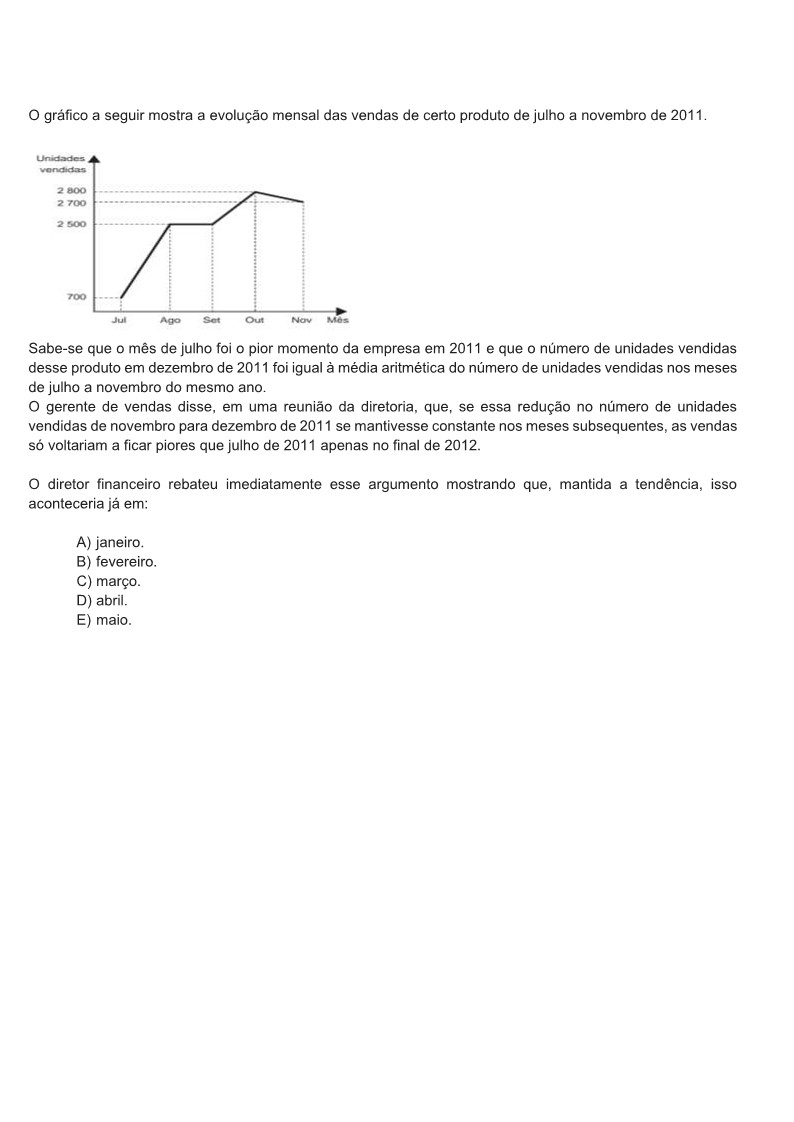 O gráfico a seguir mostra a evolução mensal das vendas de certo produto de julho a novembro de 2011.
Unidades
vendidas
2 800
2 700
2 500
700
Jul Ago Set Out Nov Mês
Sabe-se que o mês de julho foi o pior momento da empresa em 2011 e que o número de unidades vendidas
desse produto em dezembro de 2011 foi igual à média aritmética do número de unidades vendidas nos meses
de julho a novembro do mesmo ano.
O gerente de vendas disse, em uma reunião da diretoria, que, se essa redução no número de unidades
vendidas de novembro para dezembro de 2011 se mantivesse constante nos meses subsequentes, as vendas
só voltariam a ficar piores que julho de 2011 apenas no final de 2012.
O diretor financeiro rebateu imediatamente esse argumento mostrando que, mantida a tendência, isso
aconteceria já em:
A) janeiro.
B) fevereiro.
C) março.
D) abril.
E) maio.